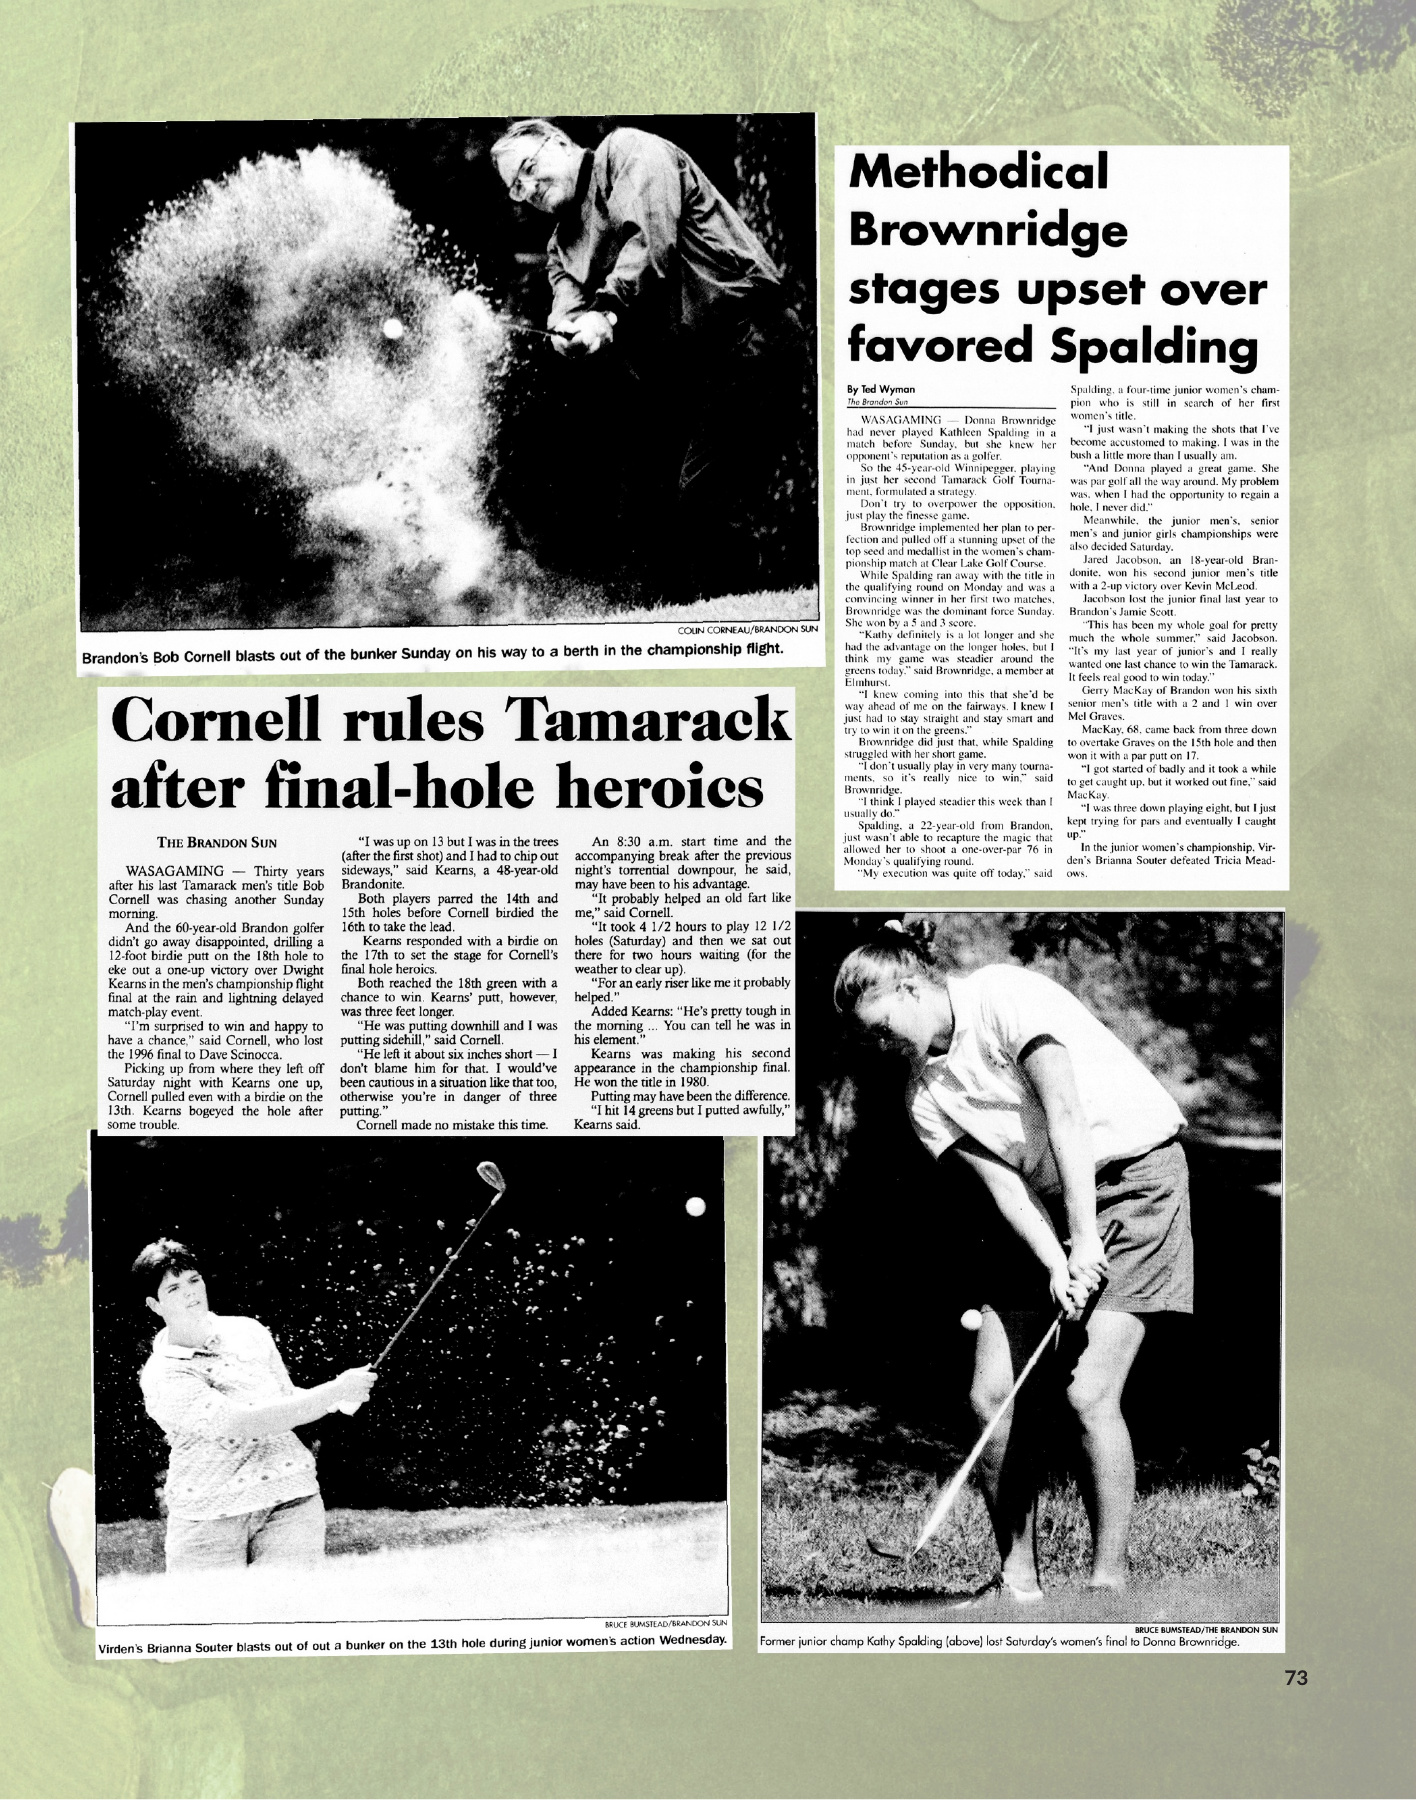 COLIN CORNEAU/BRANDON SUN
Brandon's Bob Cornell blasts out of the bunker Sunday on his way to a berth in the championship flight.
Cornell rules Tamarack
after final-hole heroics
THE BRANDON SUN
WASAGAMING — Thirty years
after his last Tamarack men's title Bob
Cornell was chasing another Sunday
morning.
And the 60-year-old Brandon golfer
didn't go away disappointed, drilling a
12-foot birdie putt on the 18th hole to
eke out a one-up victory over Dwight
Kearns in the men's championship flight
final at the rain and lightning delayed
match-play event.
"I'm surprised to win and happy to
have a chance," said Cornell, who lost
the 1996 final to Dave Scinocca.
Picking up from where they left off
Saturday night with Kearns one up,
Cornell pulled even with a birdie on the
13th. Kearns bogeyed the hole after
some trouble.
"I was up on 13 but I was in the trees
(after the first shot) and I had to chip out
sideways," said Kearns, a 48-year-old
Brandonite.
Both players parred the 14th and
15th holes before Cornell birdied the
16th to take the lead.
Kearns responded with a birdie on
the 17th to set the stage for Cornell's
final hole heroics.
Both reached the 18th green with a
chance to win. Kearns' putt, however,
was three feet longer.
"He was putting downhill and I was
putting sidehill," said Cornell.
"He left it about six inches short — I
don't blame him for that. I would've
been cautious in a situation like that too,
otherwise you're in danger of three
putting."
Cornell made no mistake this time.
An 8:30 a.m. start time and the
accompanying break after the previous
night's torrential downpour, he said,
may have been to his advantage.
"It probably helped an old fart like
me," said Cornell.
"It took 4 1/2 hours to play 12 1/2
holes (Saturday) and then we sat out
there for two hours waiting (for the
weather to clear up).
"For an early riser like me it probably
helped."
Added Kearns: "He's pretty tough in
the morning ... You can tell he was in
his element."
Kearns was making his second
appearance in the championship final.
He won the title in 1980.
Putting may have been the difference.
"I hit 14 greens but I putted awfully,"
Kearns said.
Methodical
Brownridge
stages upset over
favored Spalding
By Ted Wyman
The Brandon Sun
WASAGAMING — Donna Brownridge
had never played Kathleen Spalding in a
match before Sunday, but she knew her
opponent's reputation as a golfer.
So the 45-year-old Winnipegger, playing
in just her second Tamarack Golf Tourna-
ment, formulated a strategy.
Don't try to overpower the opposition,
just play the finesse game.
Brownridge implemented her plan to per-
fection and pulled off a stunning upset of the
top seed and medallist in the women's cham-
pionship match at Clear Lake Golf Course.
While Spalding ran away with the title in
the qualifying round on Monday and was a
convincing winner in her first two matches,
Brownridge was the dominant force Sunday.
She won by a 5 and 3 score.
"Kathy definitely is a lot longer and she
had the advantage on the longer holes, but I
think my game was steadier around the
greens today," said Brownridge, a member at
Elmhurst.
"I knew coming into this that she'd be
way ahead of me on the fairways. I knew I
just had to stay straight and stay smart and
try to win it on the greens."
Brownridge did just that, while Spalding
struggled with her short game.
"I don't usually play in very many tourna-
ments, so it's really nice to win," said
Brownridge.
"I think I played steadier this week than I
usually do."
Spalding, a 22-year-old from Brandon,
just wasn't able to recapture the magic that
allowed her to shoot a one-over-par 76 in
Monday's qualifying round.
"My execution was quite off today," said
Spalding, a four-time junior women's cham-
pion who is still in search of her first
women's title.
"I just wasn't making the shots that I've
become accustomed to making. I was in the
bush a little more than I usually am.
"And Donna played a great game. She
was par golf all the way around. My problem
was, when I had the opportunity to regain a
hole, I never did."
Meanwhile, the junior men's, senior
men's and junior girls championships were
also decided Saturday.
Jared Jacobson, an 18-year-old Bran-
donite, won his second junior men's title
with a 2-up victory over Kevin McLeod.
Jacobson lost the junior final last year to
Brandon's Jamie Scott.
"This has been my whole goal for pretty
much the whole summer," said Jacobson.
"It's my last year of junior's and I really
wanted one last chance to win the Tamarack.
It feels real good to win today."
Gerry MacKay of Brandon won his sixth
senior men's title with a 2 and 1 win over
Mel Graves.
MacKay, 68, came back from three down
to overtake Graves on the 15th hole and then
won it with a par putt on 17.
"I got started of badly and it took a while
to get caught up, but it worked out fine," said
MacKay.
"I was three down playing eight, but I just
kept trying for pars and eventually I caught
up."
In the junior women's championship, Vir-
den's Brianna Souter defeated Tricia Mead-
ows.
BRUCE BUMSTEAD/BRANDON SUN
Virden's Brianna Souter blasts out of out a bunker on the 13th hole during junior women's action Wednesday.
BRUCE BUMSTEAD/THE BRANDON SUN
Former junior champ Kathy Spalding (above) lost Saturday's women's final to Donna Brownridge.
73